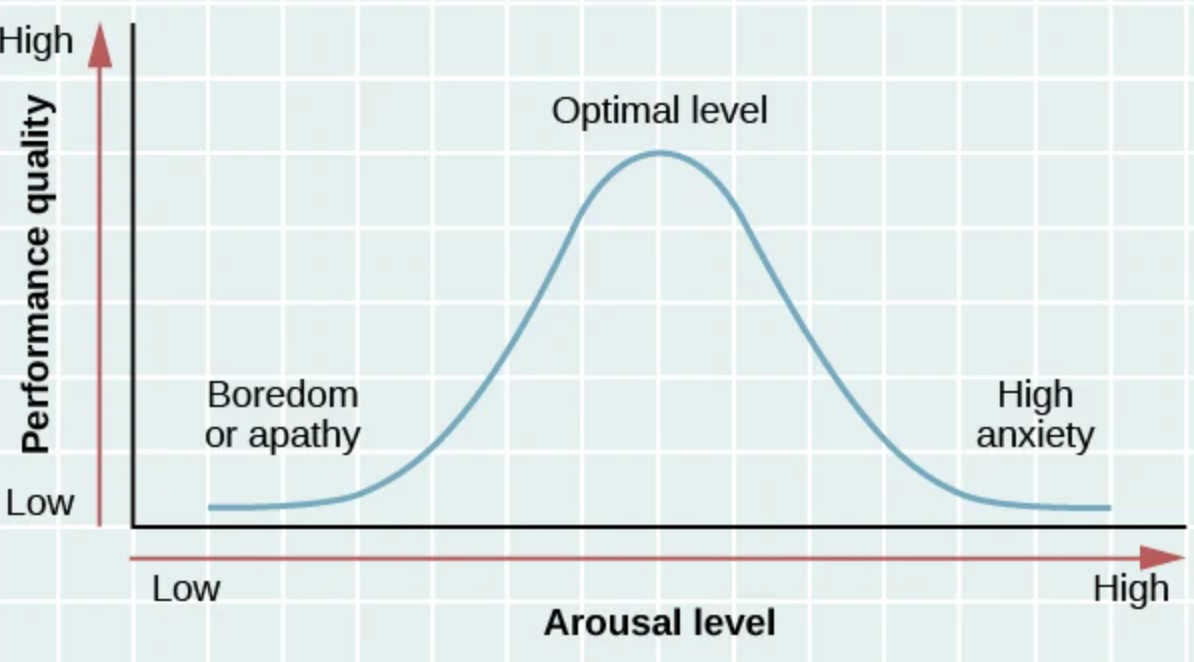 High
Performance quality
Optimal level
Boredom
or apathy
High
anxiety
Low
Low
High
Arousal level